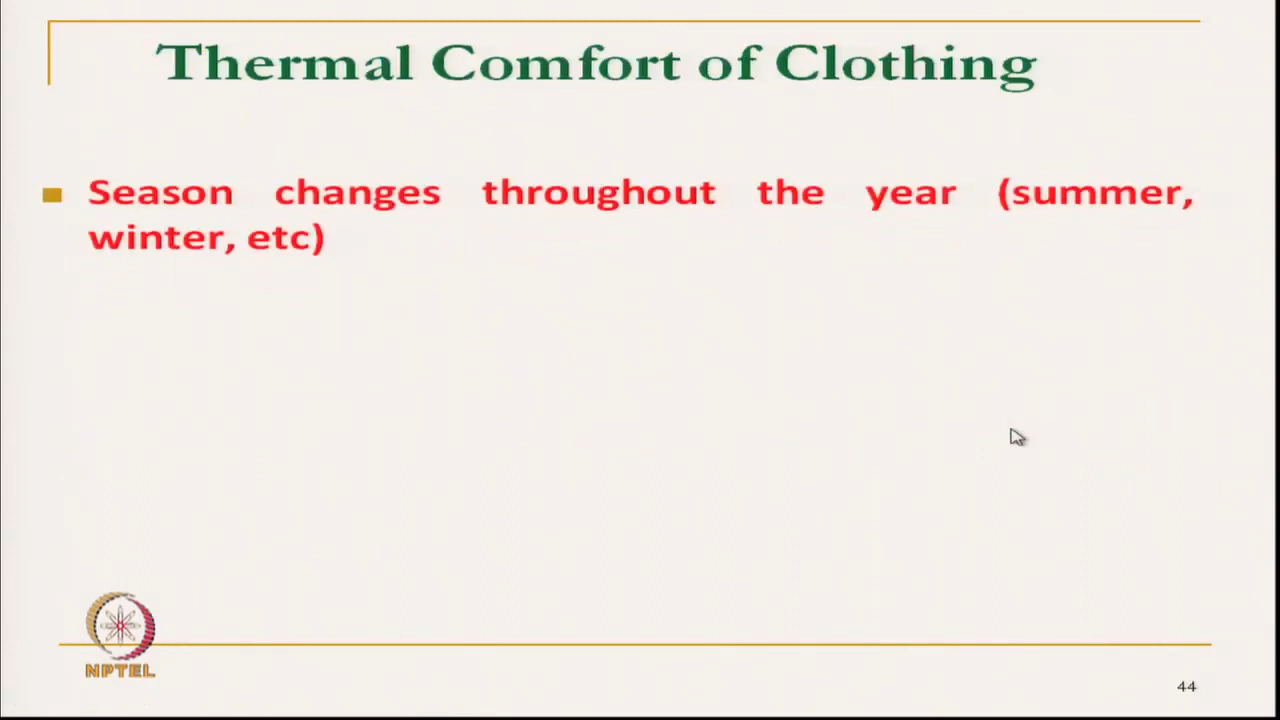 Thermal Comfort of Clothing
Season changes throughout the year (summer,
winter, etc)
NPTEL
44